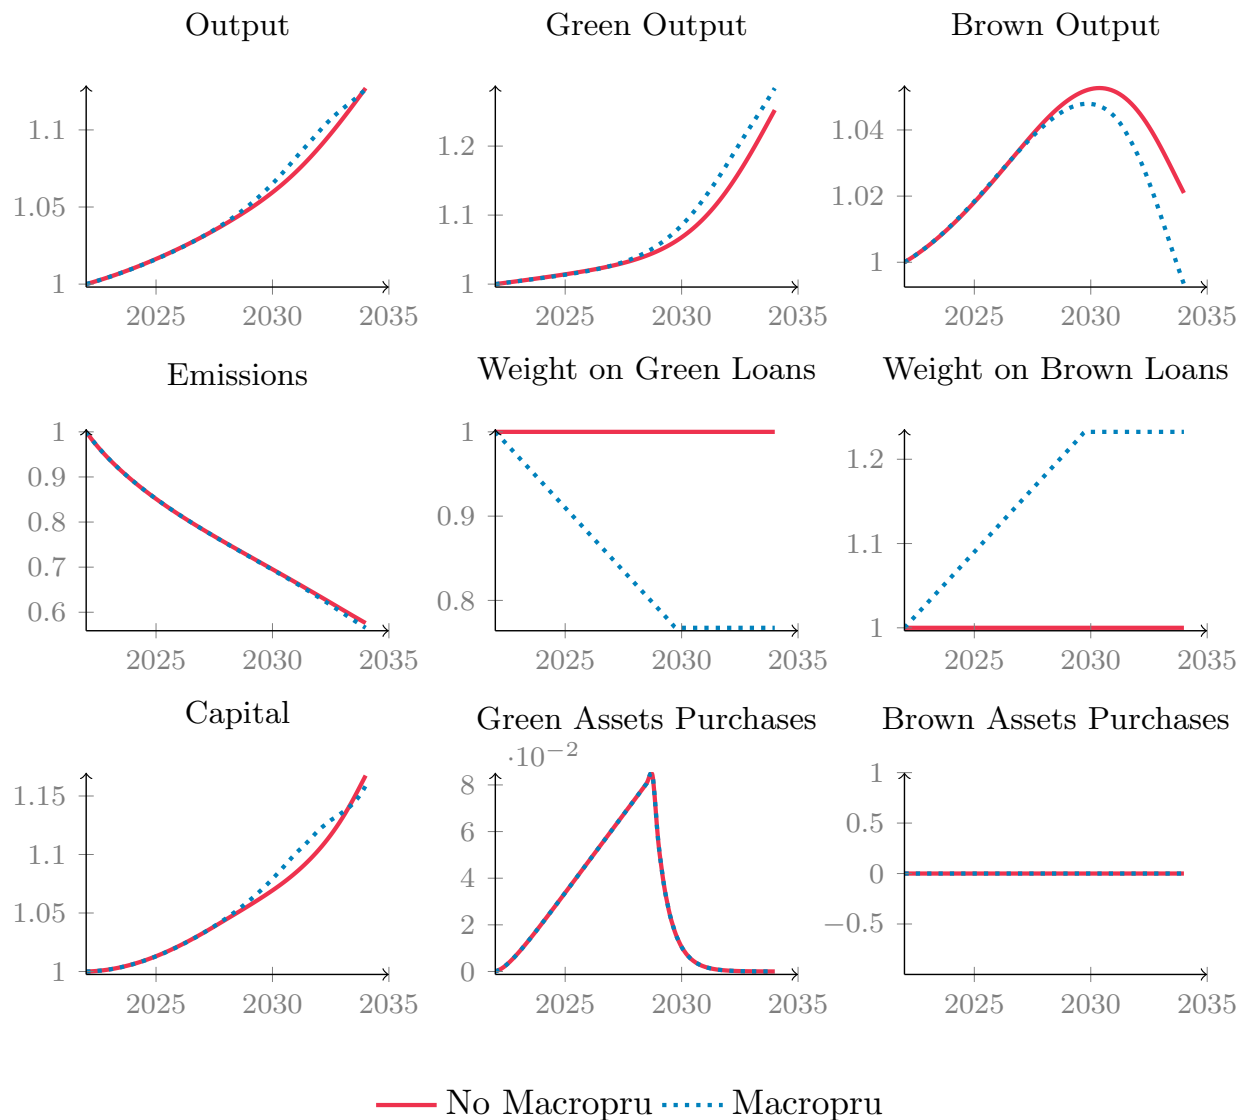 Output
Green Output
Brown Output
1.1
1.05
1
2025 2030 2035
1.2
1.1
1
2025 2030 2035
1.04
1.02
1
2025 2030 2035
Emissions
Weight on Green Loans
Weight on Brown Loans
1
0.9
0.8
0.7
0.6
2025 2030 2035
1
0.9
0.8
2025 2030 2035
1.2
1.1
1
2025 2030 2035
Capital
Green Assets Purchases
Brown Assets Purchases
1.15
1.1
1.05
1
2025 2030 2035
·10−2
8
6
4
2
0
2025 2030 2035
1
0.5
0
−0.5
2025 2030 2035
No Macropru Macropru